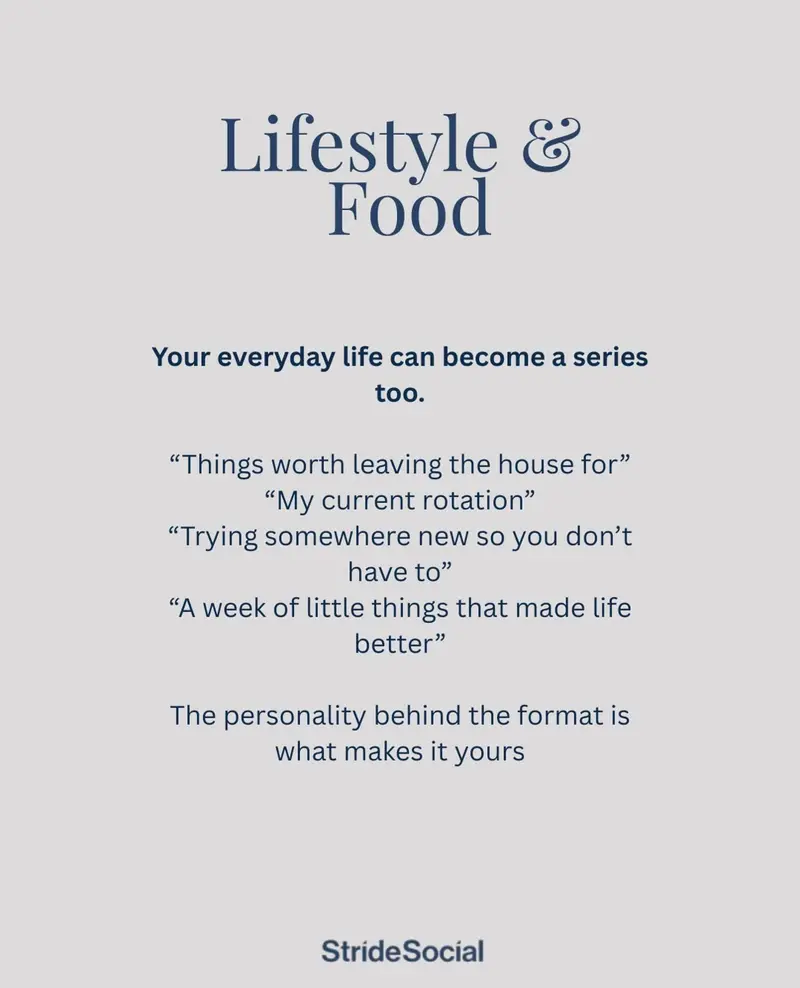 Lifestyle &
Food
Your everyday life can become a series
too.
“Things worth leaving the house for”
“My current rotation”
“Trying somewhere new so you don’t
have to”
“A week of little things that made life
better”
The personality behind the format is
what makes it yours
StrideSocial